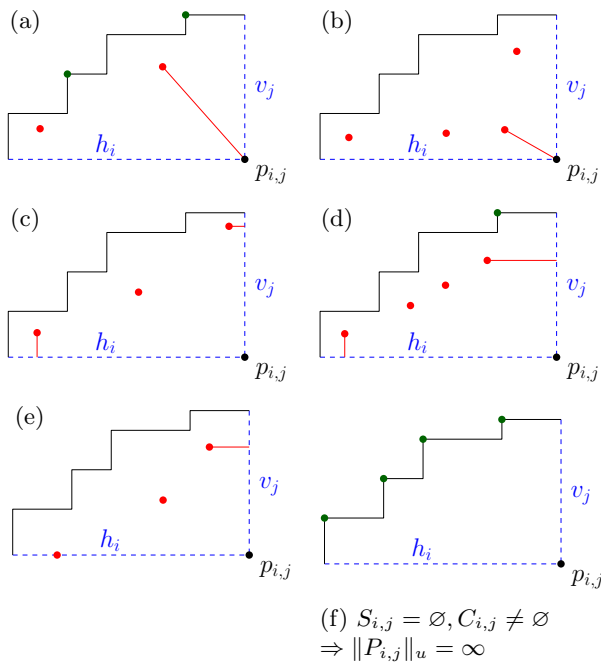 (a)
v_j
h_i
p_{i,j}
(b)
v_j
h_i
p_{i,j}
(c)
v_j
h_i
p_{i,j}
(d)
v_j
h_i
p_{i,j}
(e)
v_j
h_i
p_{i,j}
v_j
h_i
p_{i,j}
(f) S_{i,j} = ∅, C_{i,j} ≠ ∅
⇒ ‖P_{i,j}‖_u = ∞